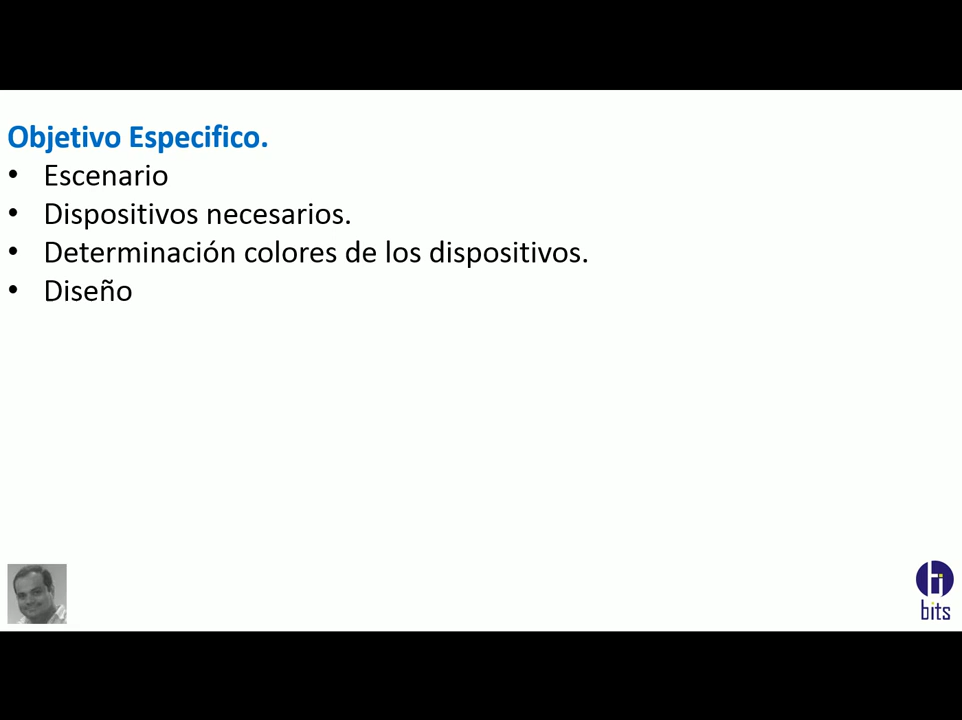 Objetivo Especifico.
• Escenario
• Dispositivos necesarios.
• Determinación colores de los dispositivos.
• Diseño
bits